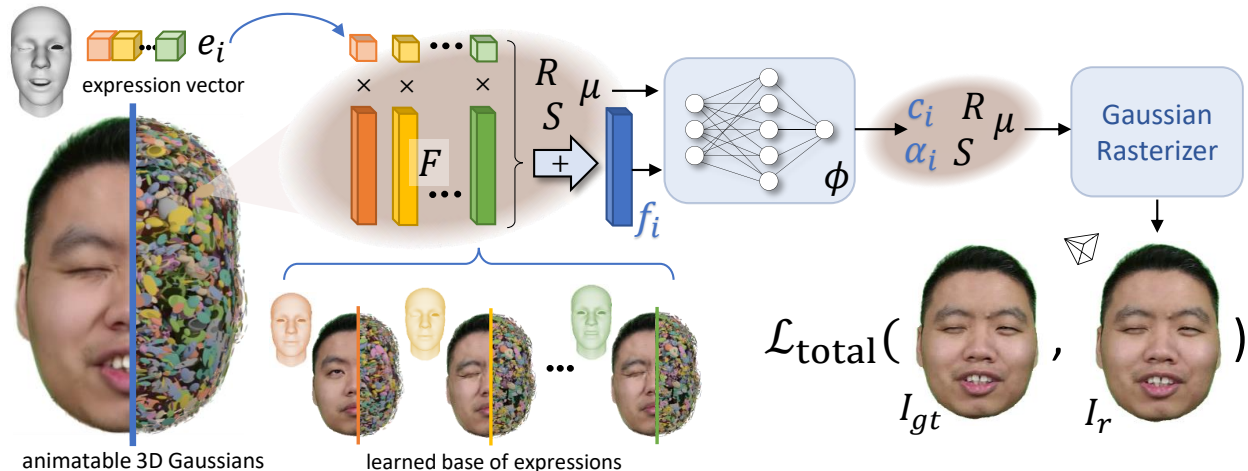 e_i
expression vector
× × ×
F
R
S
μ
+
f_i
ϕ
c_i R
α_i S μ
Gaussian
Rasterizer
ℒ_total( , )
I_gt
I_r
animatable 3D Gaussians
learned base of expressions